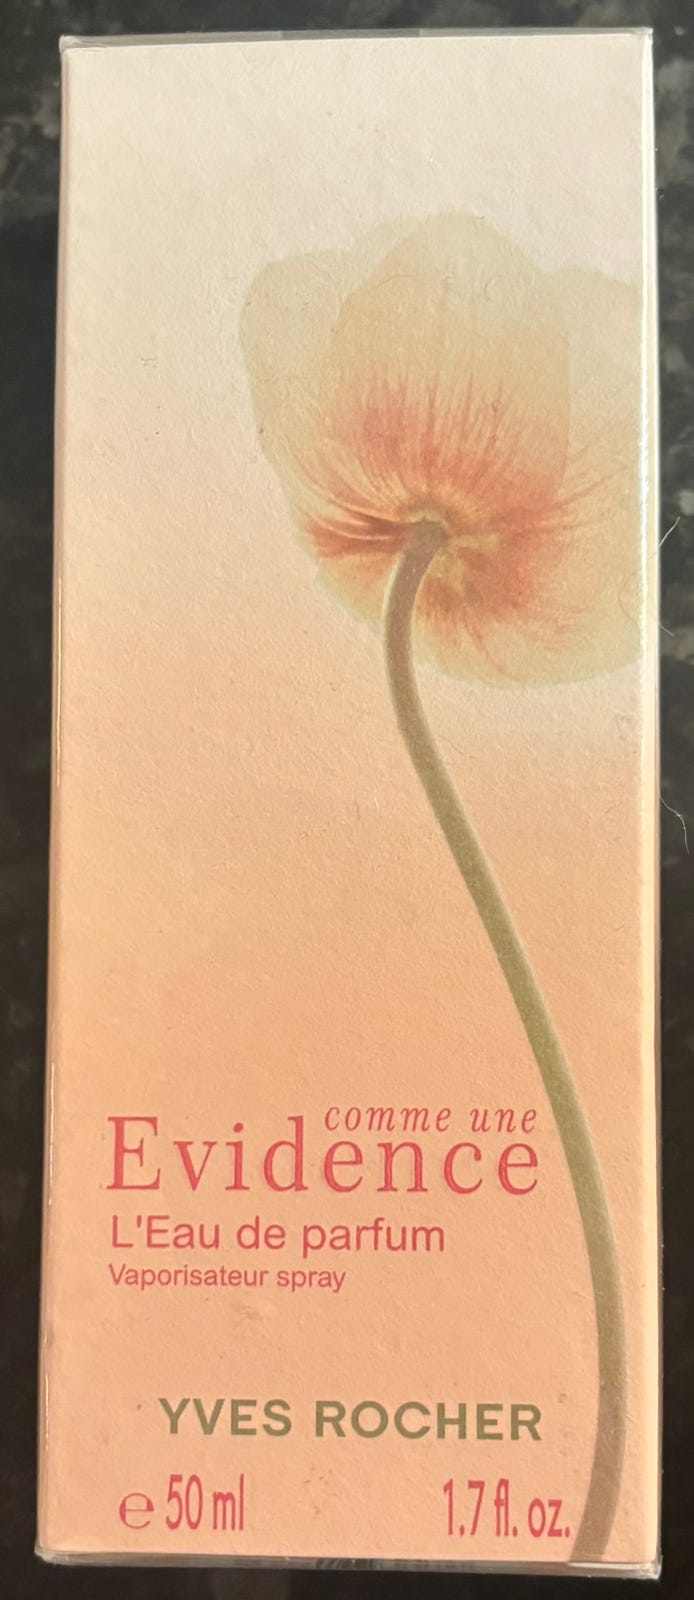 comme une
Evidence
L'Eau de parfum
Vaporisateur spray
YVES ROCHER
℮ 50 ml 1.7 fl. oz.